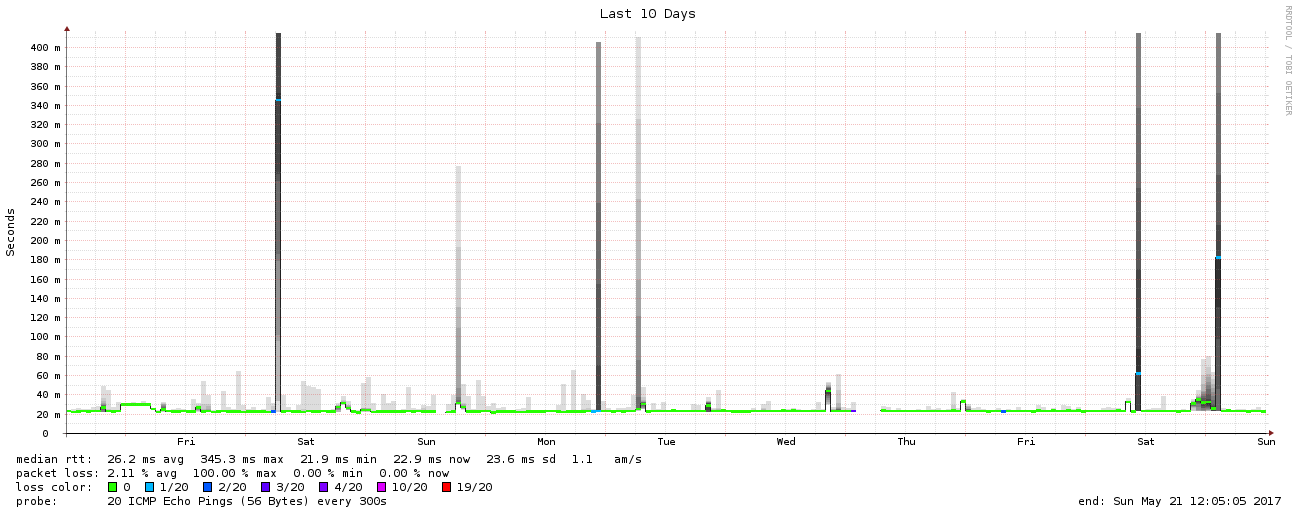 Last 10 Days
RRDTOOL / TOBI OETIKER
Seconds
400 m
380 m
360 m
340 m
320 m
300 m
280 m
260 m
240 m
220 m
200 m
180 m
160 m
140 m
120 m
100 m
80 m
60 m
40 m
20 m
0
Fri Sat Sun Mon Tue Wed Thu Fri Sat Sun
median rtt: 26.2 ms avg 345.3 ms max 21.9 ms min 22.9 ms now 23.6 ms sd 1.1 am/s
packet loss: 2.11 % avg 100.00 % max 0.00 % min 0.00 % now
loss color: 0 1/20 2/20 3/20 4/20 10/20 19/20
probe: 20 ICMP Echo Pings (56 Bytes) every 300s end: Sun May 21 12:05:05 2017